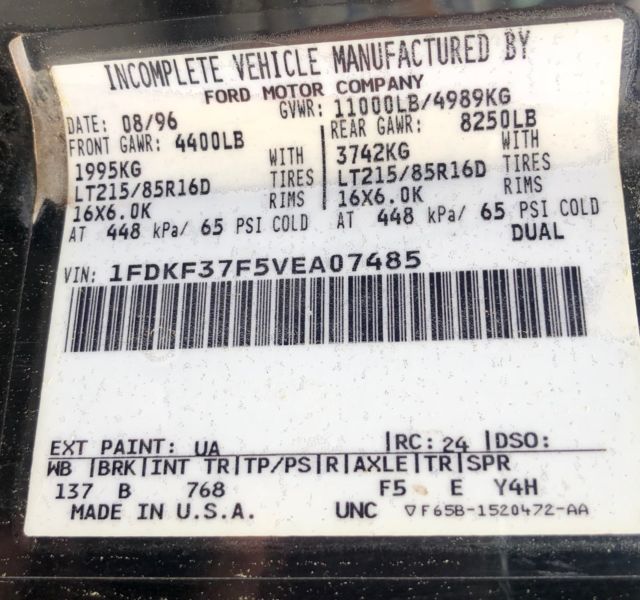 INCOMPLETE VEHICLE MANUFACTURED BY
FORD MOTOR COMPANY
DATE: 08/96 GVWR: 11000LB/4989KG
FRONT GAWR: 4400LB REAR GAWR: 8250LB
1995KG WITH 3742KG WITH
LT215/85R16D TIRES LT215/85R16D TIRES
16X6.0K RIMS 16X6.0K RIMS
AT 448 kPa/ 65 PSI COLD AT 448 kPa/ 65 PSI COLD
DUAL
VIN: 1FDKF37F5VEA07485
EXT PAINT: UA |RC: 24 |DSO:
WB |BRK|INT TR|TP/PS|R|AXLE|TR|SPR
137 B 768 F5 E Y4H
MADE IN U.S.A. UNC ▽F65B-1520472-AA